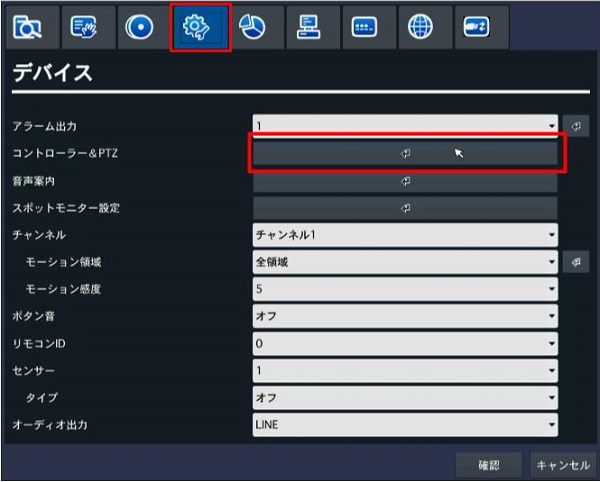 デバイス
アラーム出力 1
コントローラー&PTZ
音声案内
スポットモニター設定
チャンネル チャンネル1
モーション領域 全領域
モーション感度 5
ボタン音 オフ
リモコンID 0
センサー 1
タイプ オフ
オーディオ出力 LINE
確認 キャンセル